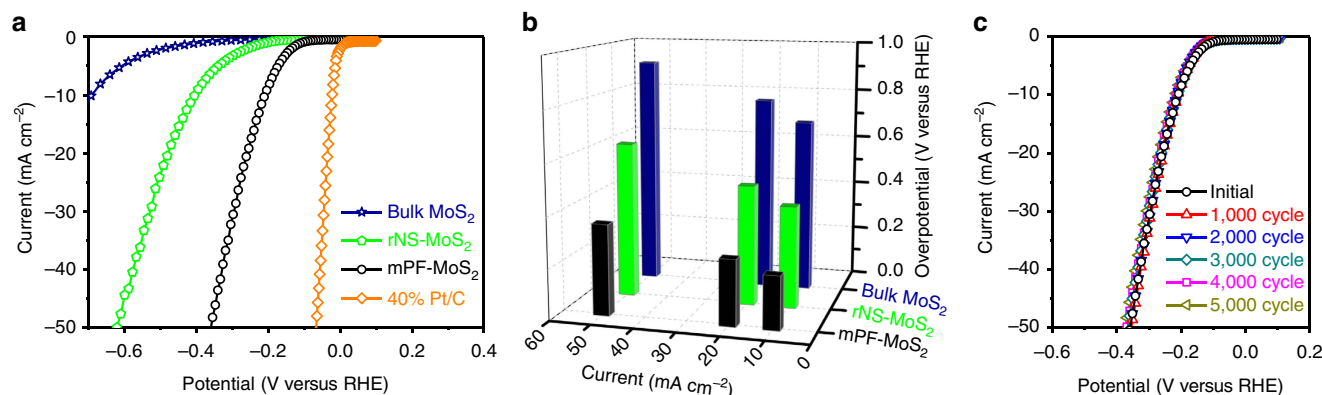 a
0
−10
−20
−30
−40
−50
Current (mA cm⁻²)
−0.6
−0.4
−0.2
0.0
0.2
0.4
Potential (V versus RHE)
Bulk MoS₂
rNS-MoS₂
mPF-MoS₂
40% Pt/C
b
1.0
0.8
0.6
0.4
0.2
0.0
Overpotential (V versus RHE)
Bulk MoS₂
rNS-MoS₂
mPF-MoS₂
60
50
40
30
20
10
0
Current (mA cm⁻²)
c
0
−10
−20
−30
−40
−50
Current (mA cm⁻²)
−0.6
−0.4
−0.2
0.0
0.2
Potential (V versus RHE)
Initial
1,000 cycle
2,000 cycle
3,000 cycle
4,000 cycle
5,000 cycle